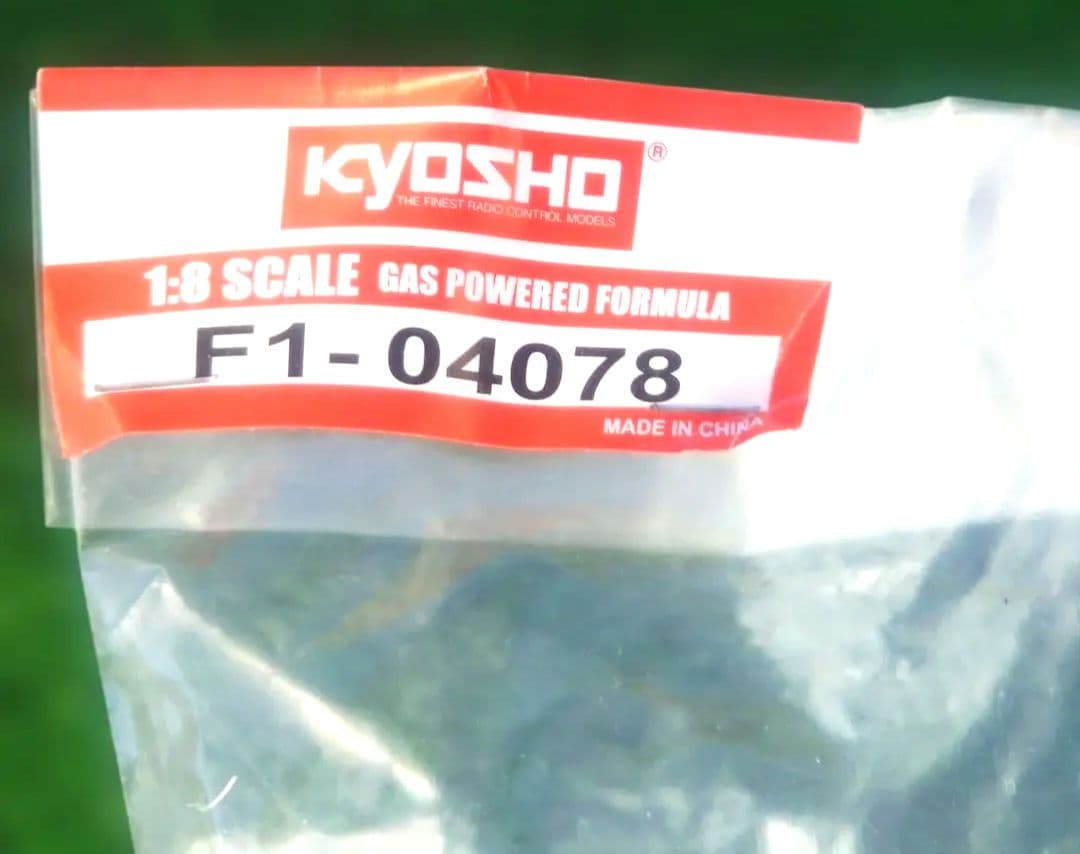 KYOSHO®
THE FINEST RADIO CONTROL MODELS
1:8 SCALE GAS POWERED FORMULA
F1-04078
MADE IN CHINA